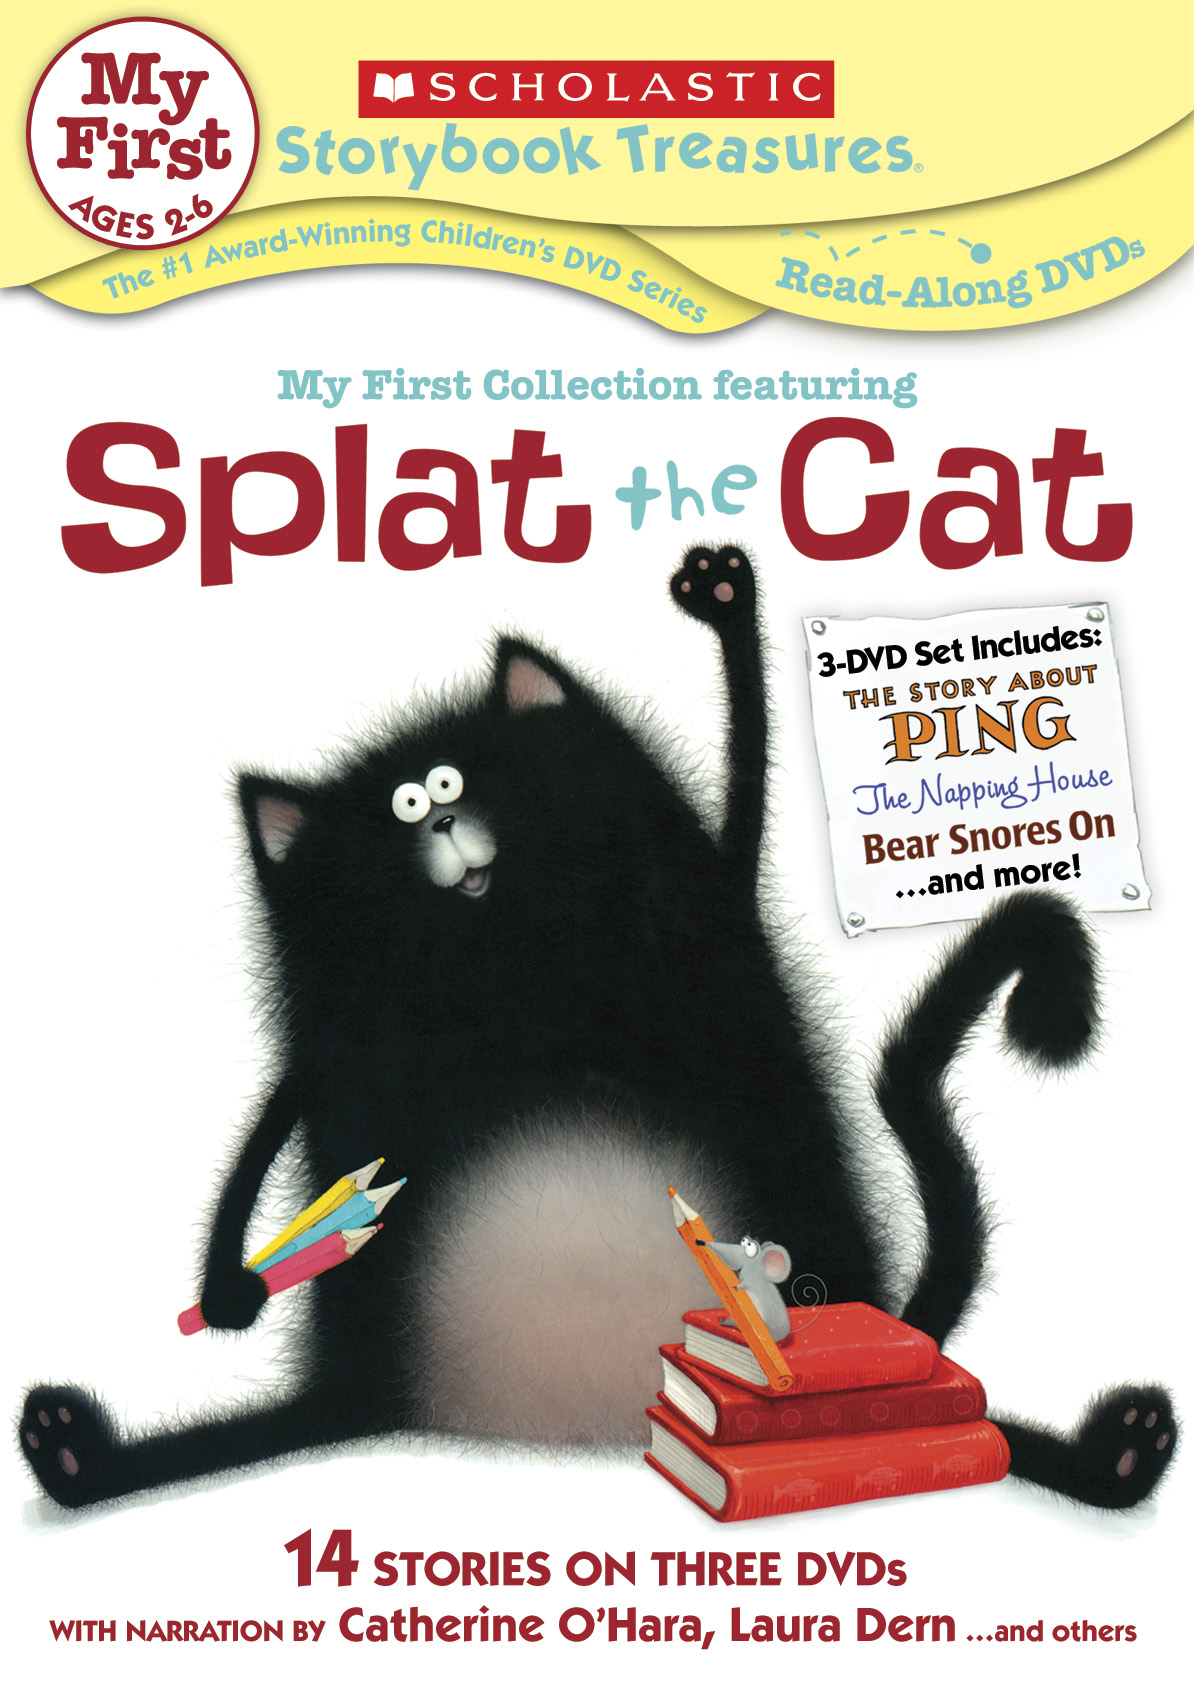 My
First
AGES 2-6
SCHOLASTIC
Storybook Treasures®
The #1 Award-Winning Children's DVD Series
Read-Along DVDs
My First Collection featuring
Splat the Cat
3-DVD Set Includes:
THE STORY ABOUT
PING
The Napping House
Bear Snores On
...and more!
14 STORIES ON THREE DVDs
WITH NARRATION BY Catherine O'Hara, Laura Dern ...and others